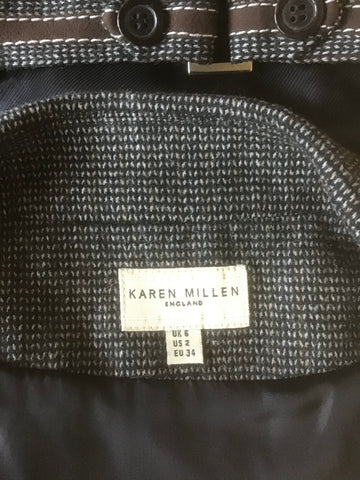 KAREN MILLEN
ENGLAND
UK 6
US 2
EU 34